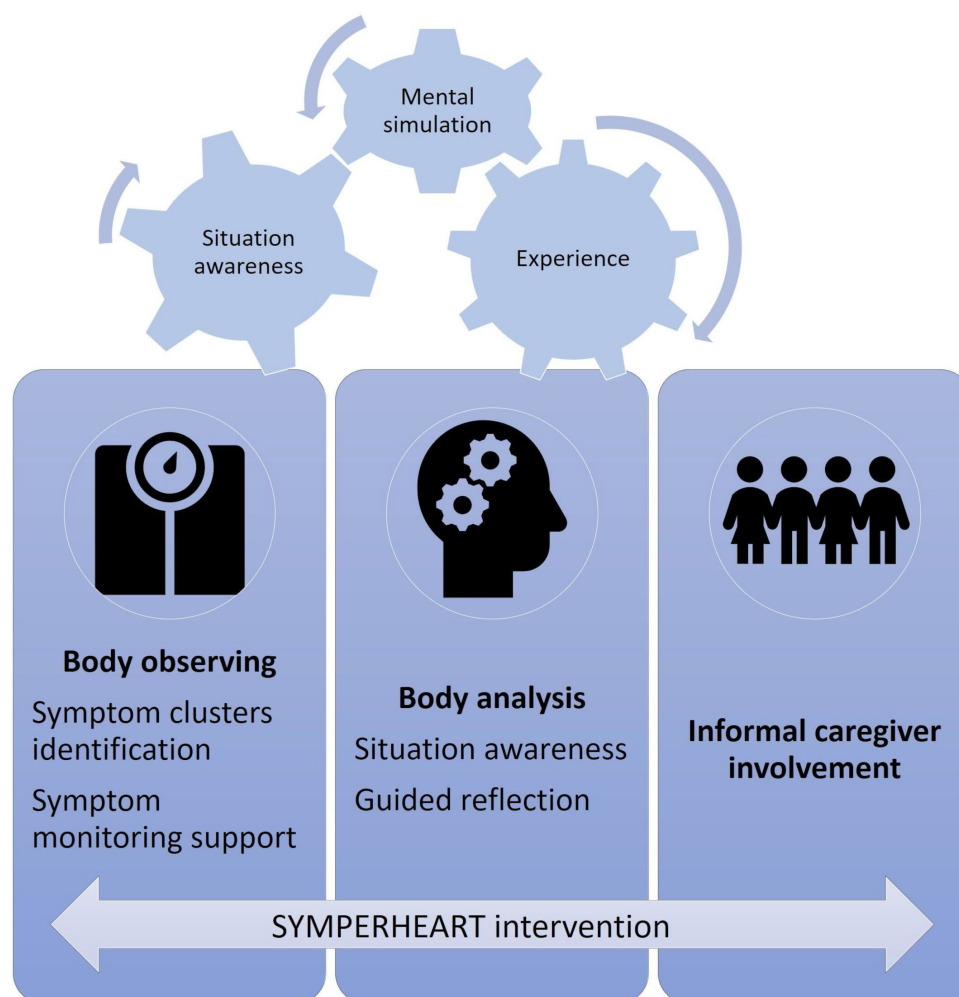 Mental
simulation
Situation
awareness
Experience
Body observing
Symptom clusters
identification
Symptom
monitoring support
Body analysis
Situation awareness
Guided reflection
Informal caregiver
involvement
SYMPERHEART intervention